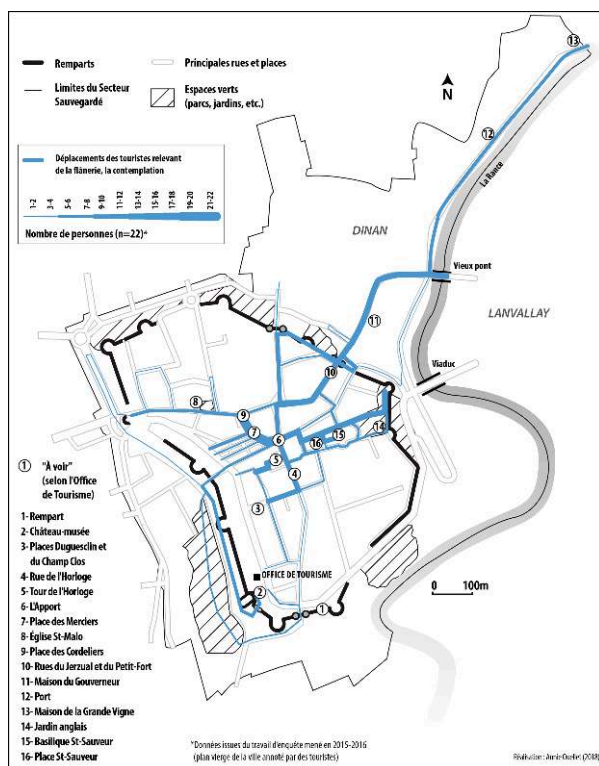 Remparts
Principales rues et places
Limites du Secteur
Sauvegardé
Espaces verts
(parcs, jardins, etc.)
N
Déplacements des touristes relevant
de la flânerie, la contemplation
1-2
3-4
5-6
7-8
9-10
11-12
13-14
15-16
17-18
19-20
21-22
Nombre de personnes (n=22)*
13
12
La Rance
DINAN
Vieux pont
LANVALLAY
11
Viaduc
10
8
9
7
6
16
15
14
5
4
3
OFFICE DE TOURISME
2
1
0 100m
1 "À voir"
(selon l'Office
de Tourisme)
1- Rempart
2- Château-musée
3- Places Duguesclin et
du Champ Clos
4- Rue de l'Horloge
5- Tour de l'Horloge
6- L'Apport
7- Place des Merciers
8- Église St-Malo
9- Place des Cordeliers
10- Rues du Jerzual et du Petit-Fort
11- Maison du Gouverneur
12- Port
13- Maison de la Grande Vigne
14- Jardin anglais
15- Basilique St-Sauveur
16- Place St-Sauveur
*Données issues du travail d'enquête mené en 2015-2016
(plan vierge de la ville annoté par des touristes)
Réalisation : Annie Ouellet (2018)